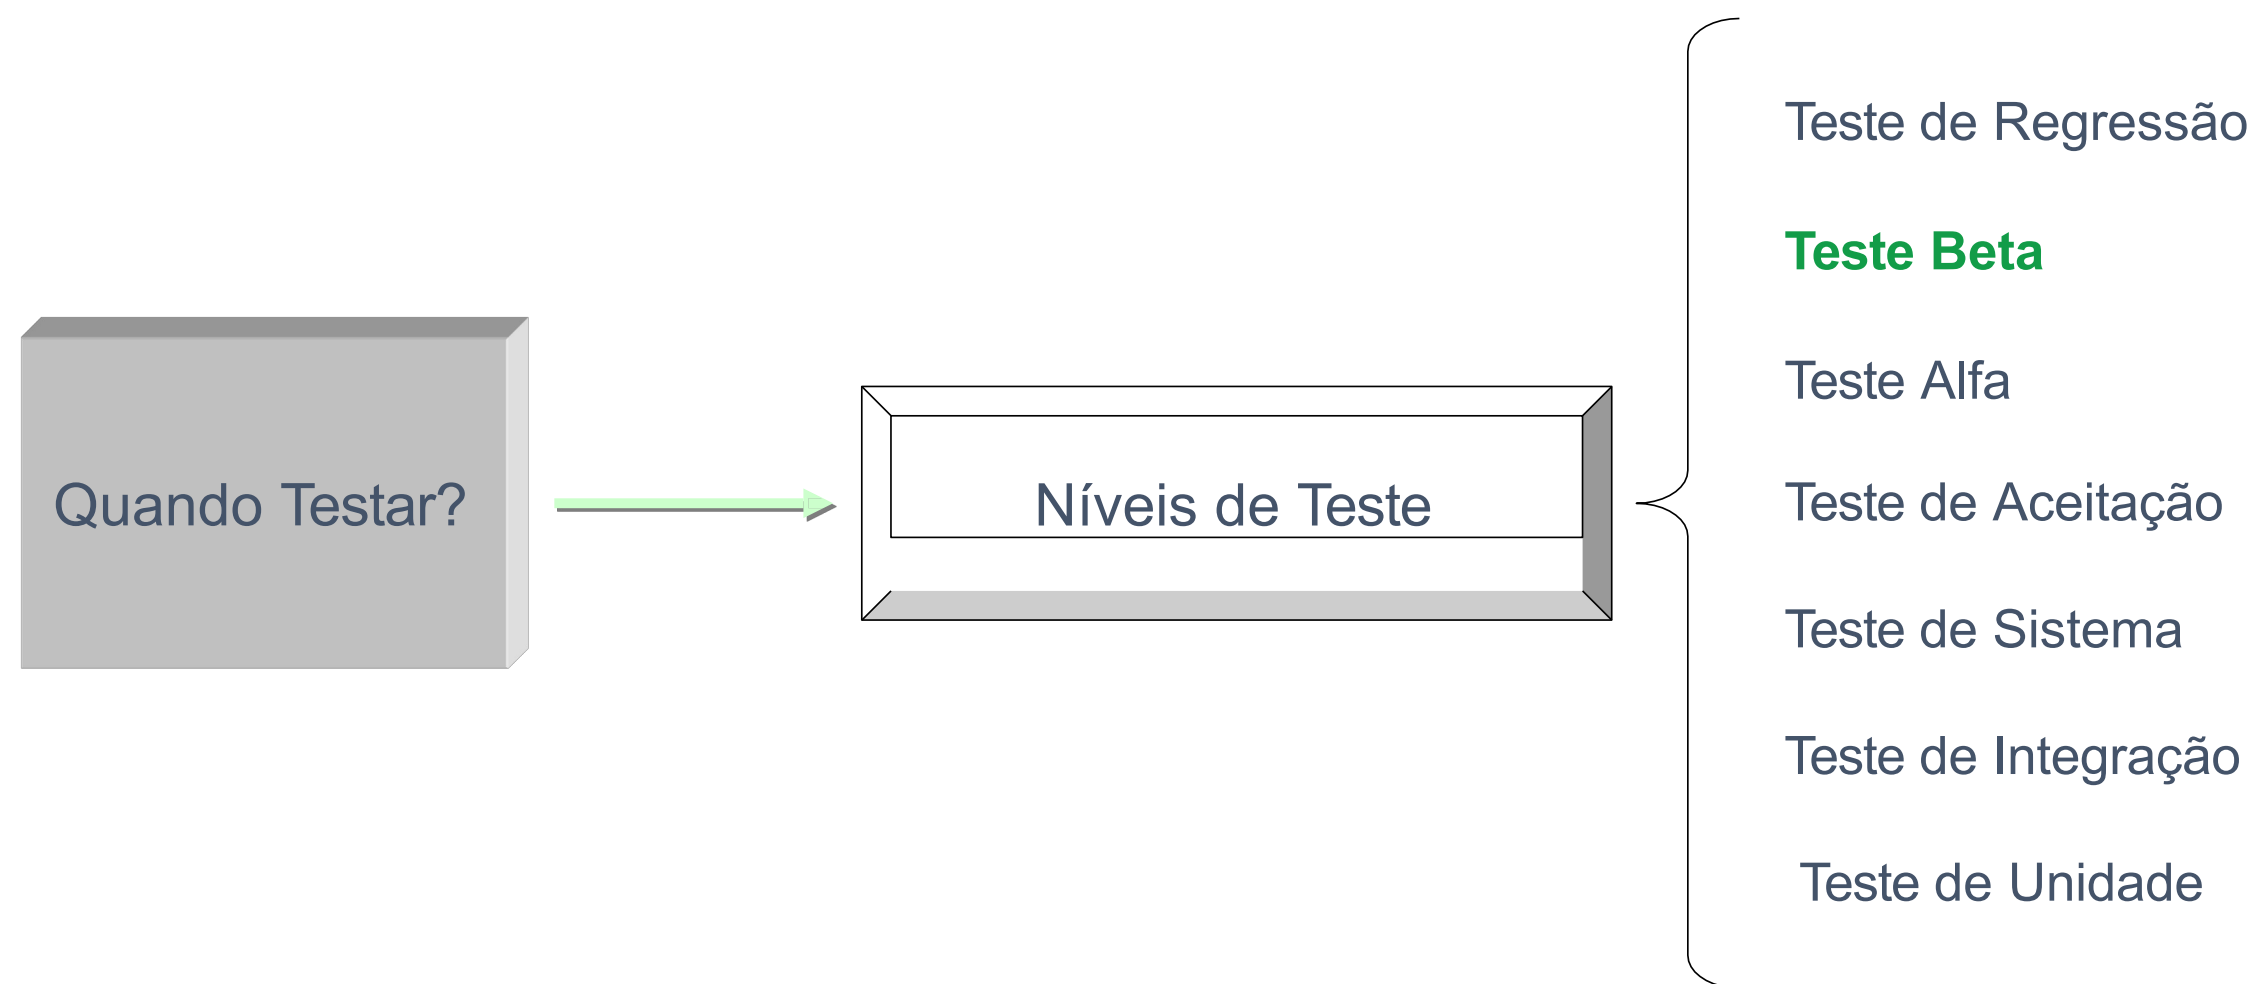 Quando Testar?
Níveis de Teste
Teste de Regressão
Teste Beta
Teste Alfa
Teste de Aceitação
Teste de Sistema
Teste de Integração
Teste de Unidade